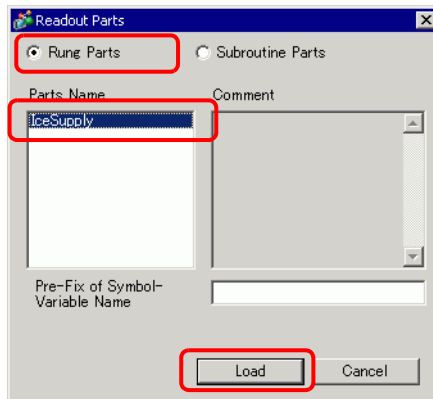 Readout Parts
Rung Parts
Subroutine Parts
Parts Name
Comment
IceSupply
Pre-Fix of Symbol-
Variable Name
Load
Cancel